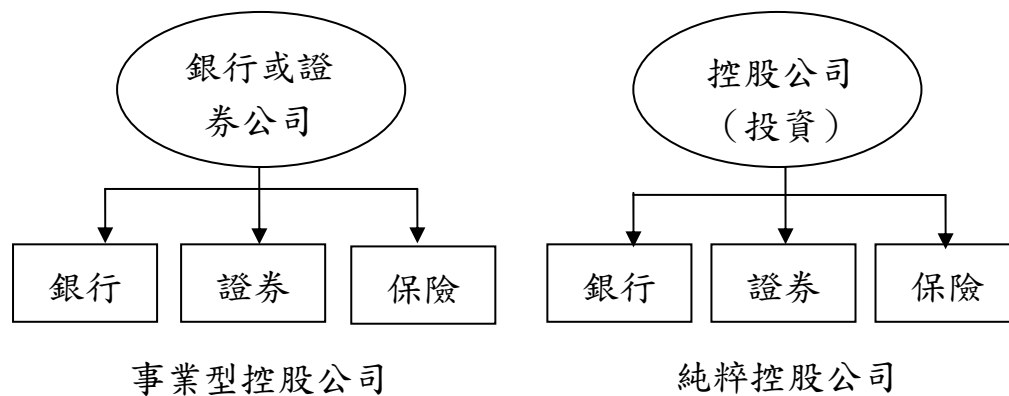 銀行或證
券公司
銀行
證券
保險
事業型控股公司
控股公司
（投資）
銀行
證券
保險
純粹控股公司